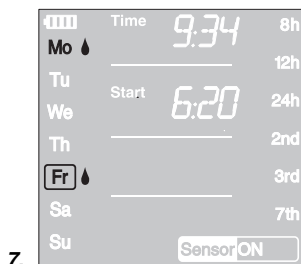 Time 9:34 8h
Mo
12h
Tu
Start 6:20 24h
We
Th 2nd
Fr 3rd
Sa 7th
Su Sensor ON
7.